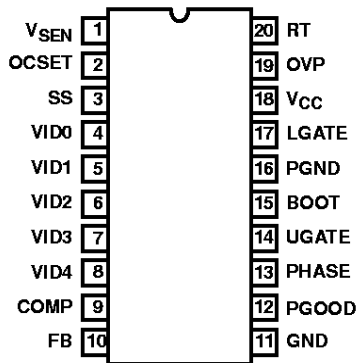 VSEN 1 20 RT
OCSET 2 19 OVP
SS 3 18 VCC
VID0 4 17 LGATE
VID1 5 16 PGND
VID2 6 15 BOOT
VID3 7 14 UGATE
VID4 8 13 PHASE
COMP 9 12 PGOOD
FB 10 11 GND